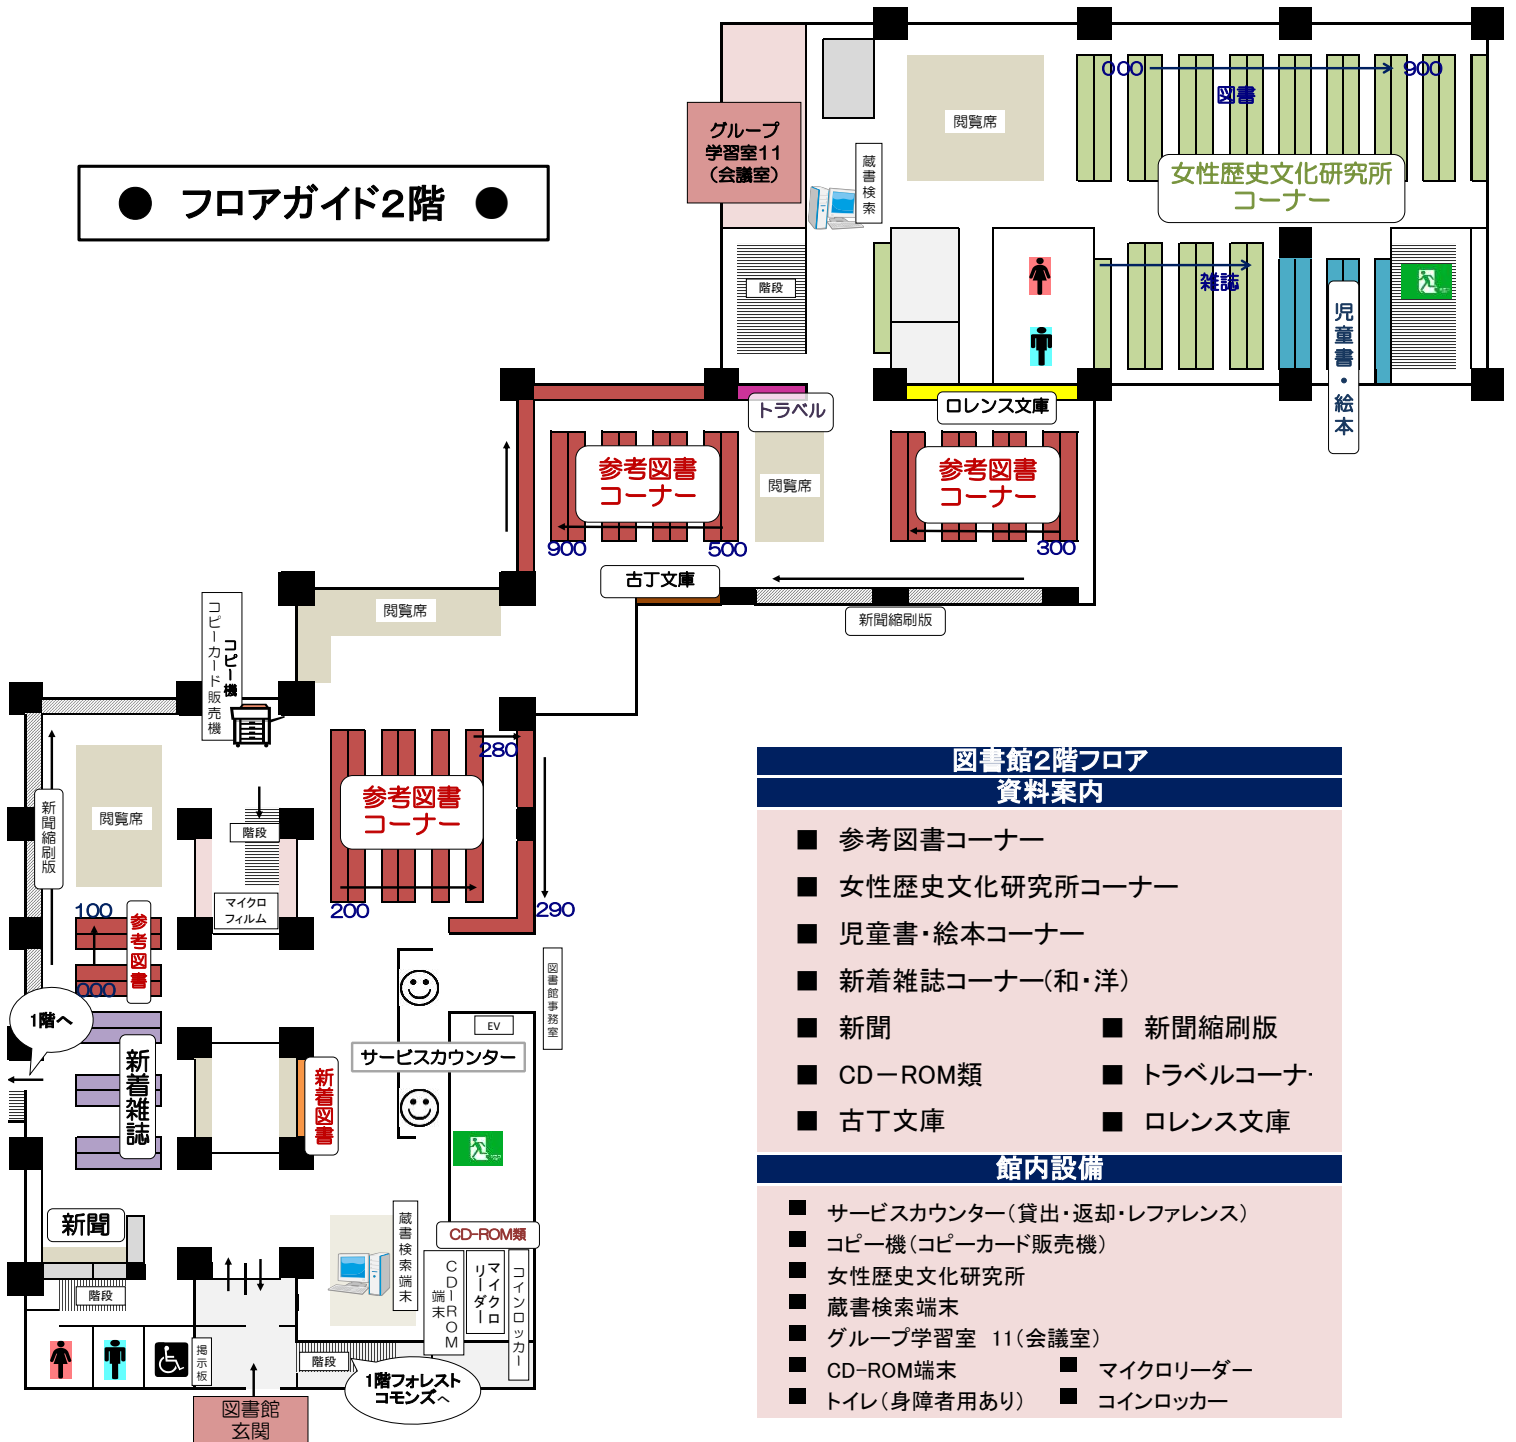 ● フロアガイド2階 ●
グループ
学習室11
(会議室)
蔵書検索
閲覧席
000
900
図書
女性歴史文化研究所
コーナー
階段
雑誌
児童書・絵本
トラベル
ロレンス文庫
参考図書
コーナー
閲覧席
参考図書
コーナー
900
500
300
古丁文庫
新聞縮刷版
閲覧席
コピー機
コピーカード販売機
新聞縮刷版
閲覧席
階段
マイクロ
フィルム
280
参考図書
コーナー
200
290
100
参考図書
000
1階へ
新着雑誌
新着図書
サービスカウンター
EV
図書館事務室
新聞
階段
蔵書検索端末
CD-ROM類
CD-ROM
端末
マイクロ
リーダー
コインロッカー
掲示板
階段
1階フォレスト
コモンズへ
図書館
玄関
図書館2階フロア
資料案内
■ 参考図書コーナー
■ 女性歴史文化研究所コーナー
■ 児童書・絵本コーナー
■ 新着雑誌コーナー(和・洋)
■ 新聞 ■ 新聞縮刷版
■ CD-ROM類 ■ トラベルコーナ
■ 古丁文庫 ■ ロレンス文庫
館内設備
■ サービスカウンター(貸出・返却・レファレンス)
■ コピー機(コピーカード販売機)
■ 女性歴史文化研究所
■ 蔵書検索端末
■ グループ学習室 11(会議室)
■ CD-ROM端末 ■ マイクロリーダー
■ トイレ(身障者用あり) ■ コインロッカー